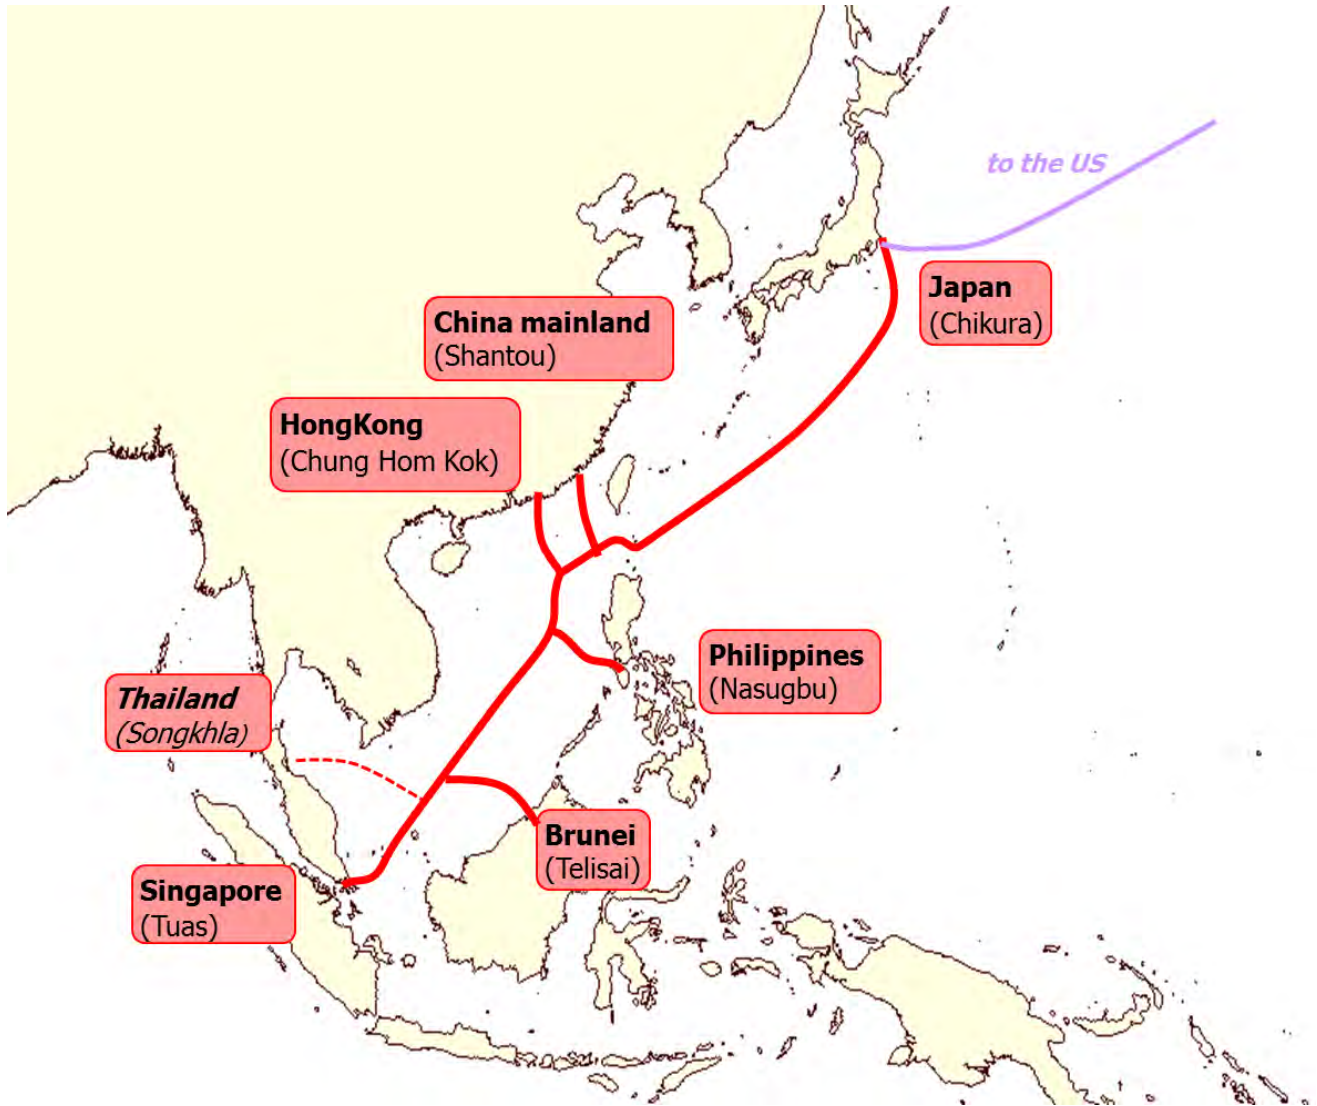 to the US
Japan
(Chikura)
China mainland
(Shantou)
HongKong
(Chung Hom Kok)
Philippines
(Nasugbu)
Thailand
(Songkhla)
Brunei
(Telisai)
Singapore
(Tuas)